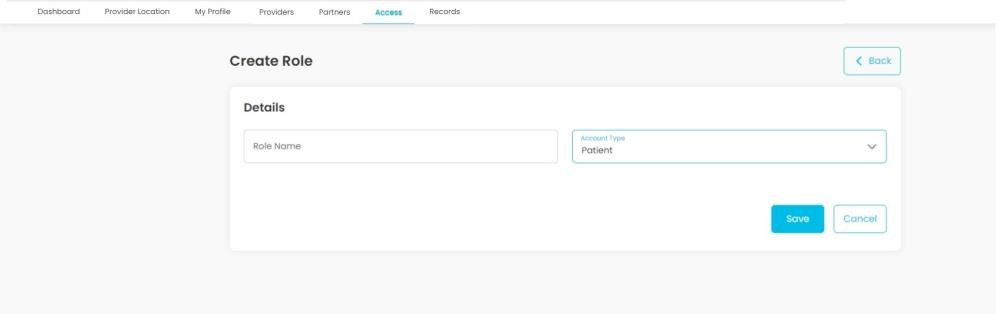 Dashboard Provider Location My Profile Providers Partners Access Records
Create Role
Back
Details
Role Name
Account Type
Patient
Save Cancel